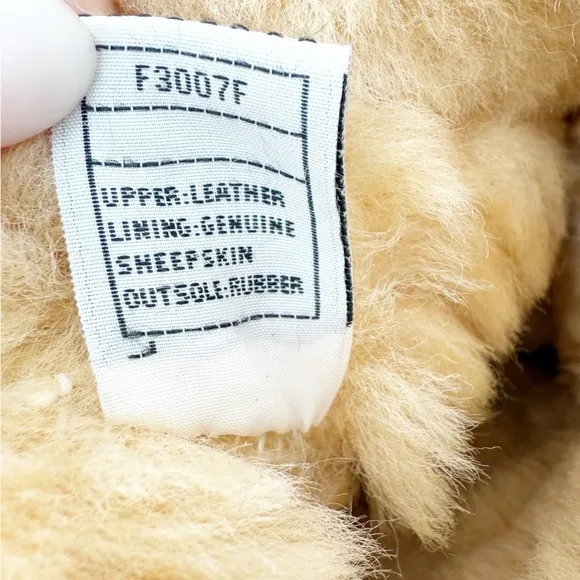 F3007F
UPPER:LEATHER
LINING:GENUINE
SHEEPSKIN
OUTSOLE:RUBBER